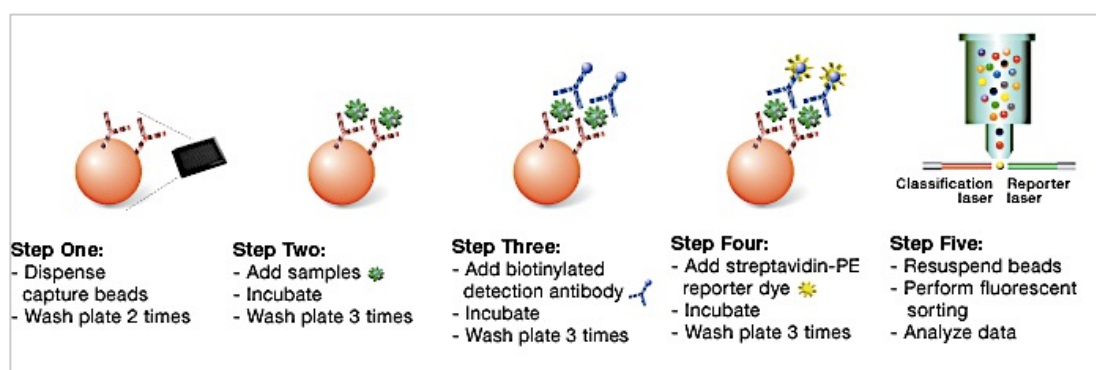 Classification Reporter
laser laser
Step One:
- Dispense
capture beads
- Wash plate 2 times
Step Two:
- Add samples
- Incubate
- Wash plate 3 times
Step Three:
- Add biotinylated
detection antibody
- Incubate
- Wash plate 3 times
Step Four:
- Add streptavidin-PE
reporter dye
- Incubate
- Wash plate 3 times
Step Five:
- Resuspend beads
- Perform fluorescent
sorting
- Analyze data